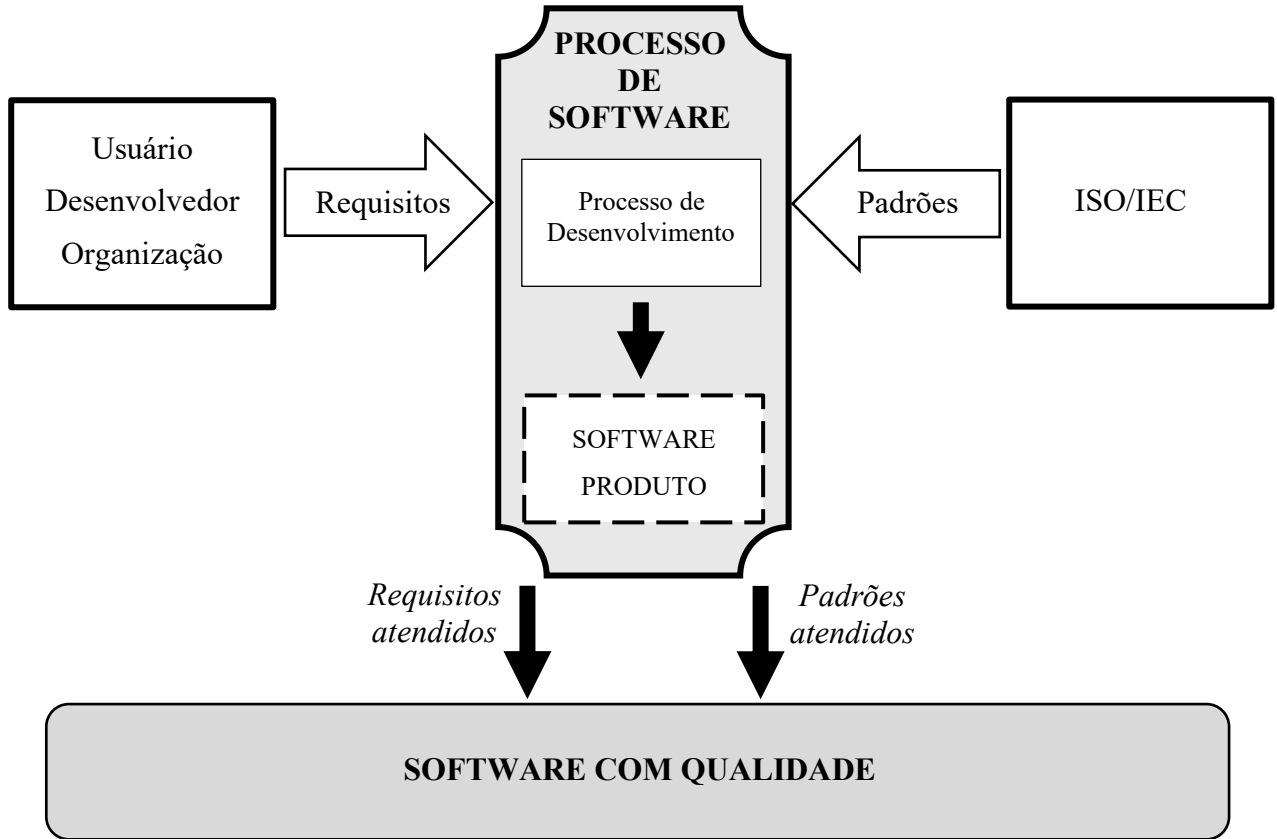 PROCESSO
DE
SOFTWARE
Usuário
Desenvolvedor
Organização
Requisitos
Processo de
Desenvolvimento
Padrões
ISO/IEC
SOFTWARE
PRODUTO
Requisitos
atendidos
Padrões
atendidos
SOFTWARE COM QUALIDADE